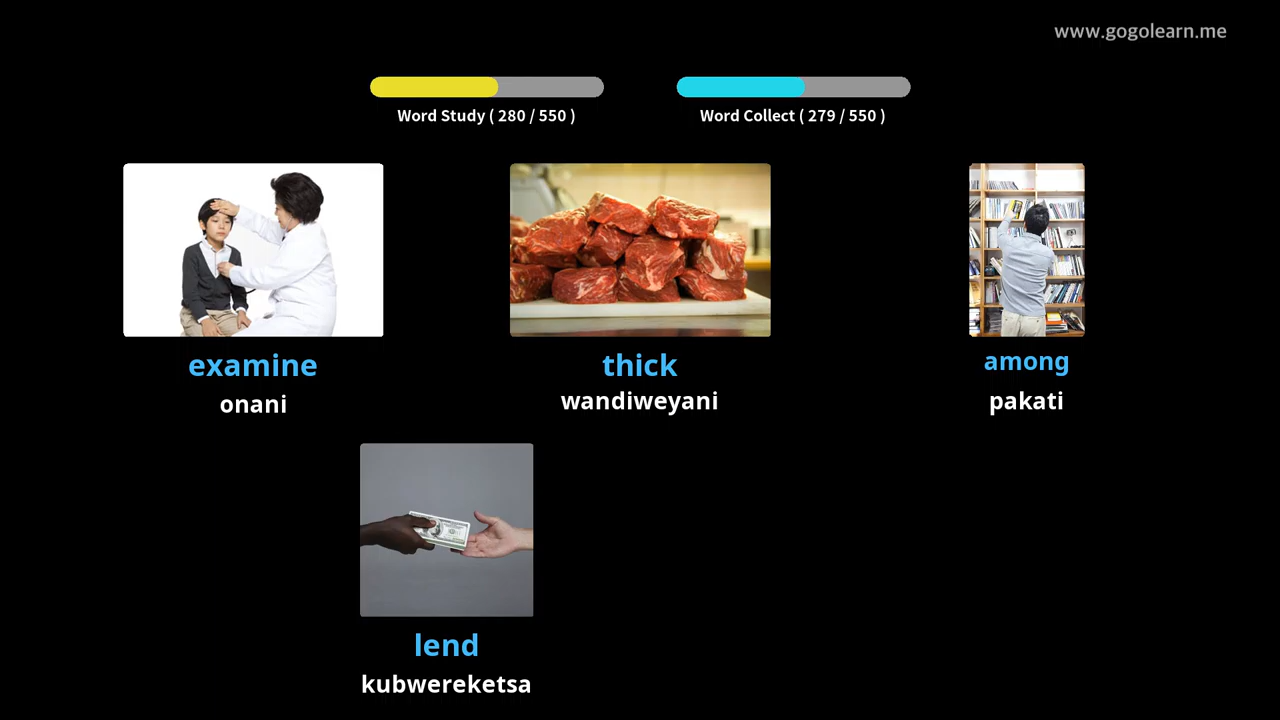 www.gogolearn.me
Word Study ( 280 / 550 )
Word Collect ( 279 / 550 )
examine
onani
thick
wandiweyani
among
pakati
lend
kubwereketsa